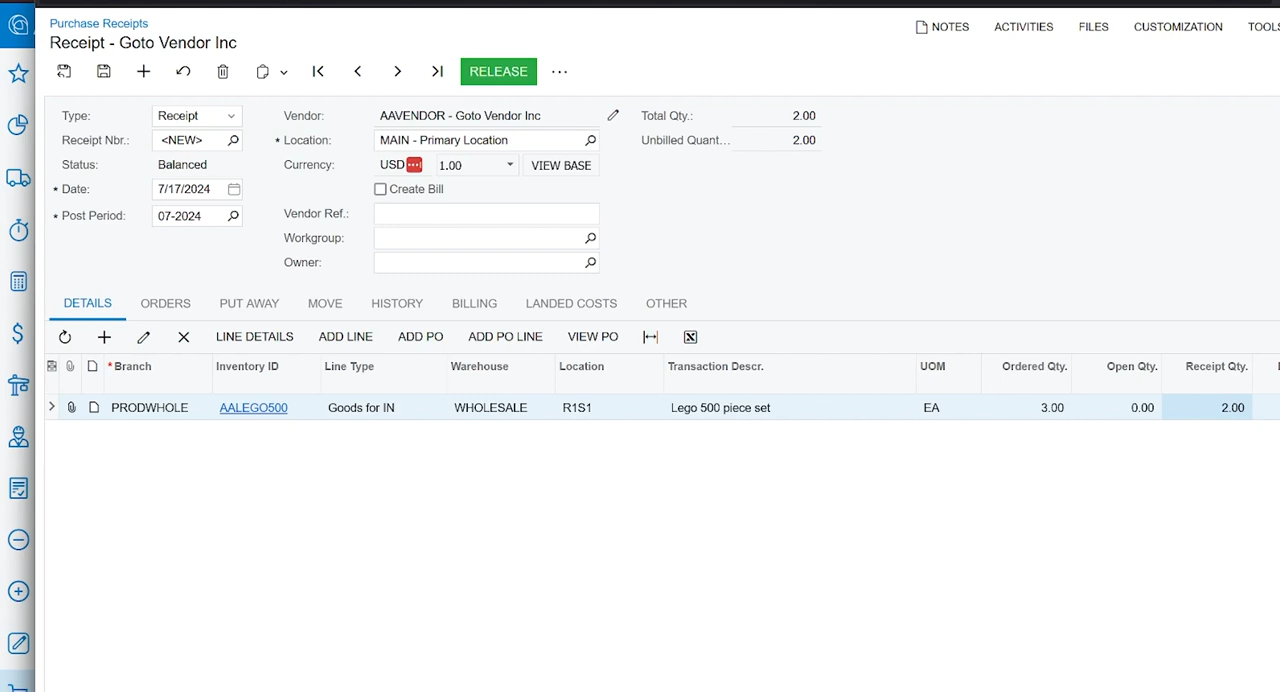 Purchase Receipts
Receipt - Goto Vendor Inc
NOTES ACTIVITIES FILES CUSTOMIZATION TOOLS
RELEASE ...
Type: Receipt Vendor: AAVENDOR - Goto Vendor Inc Total Qty.: 2.00
Receipt Nbr.: <NEW> * Location: MAIN - Primary Location Unbilled Quant... 2.00
Status: Balanced Currency: USD 1.00 VIEW BASE
* Date: 7/17/2024 Create Bill
* Post Period: 07-2024 Vendor Ref.:
Workgroup:
Owner:
DETAILS ORDERS PUT AWAY MOVE HISTORY BILLING LANDED COSTS OTHER
LINE DETAILS ADD LINE ADD PO ADD PO LINE VIEW PO
* Branch Inventory ID Line Type Warehouse Location Transaction Descr. UOM Ordered Qty. Open Qty. Receipt Qty.
PRODWHOLE AALEGO500 Goods for IN WHOLESALE R1S1 Lego 500 piece set EA 3.00 0.00 2.00